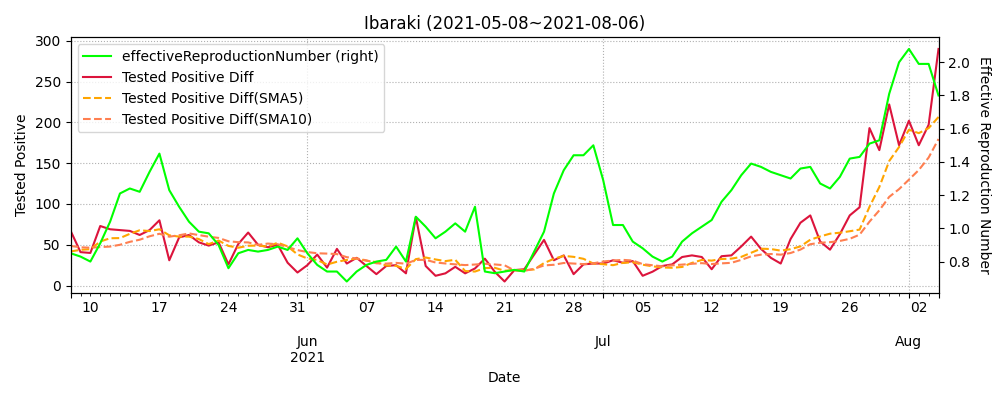 Ibaraki (2021-05-08~2021-08-06)
effectiveReproductionNumber (right)
Tested Positive Diff
Tested Positive Diff(SMA5)
Tested Positive Diff(SMA10)
Tested Positive
300
250
200
150
100
50
0
Effective Reproduction Number
2.0
1.8
1.6
1.4
1.2
1.0
0.8
10 17 24 31 07 14 21 28 05 12 19 26 02
Jun Jul Aug
2021
Date